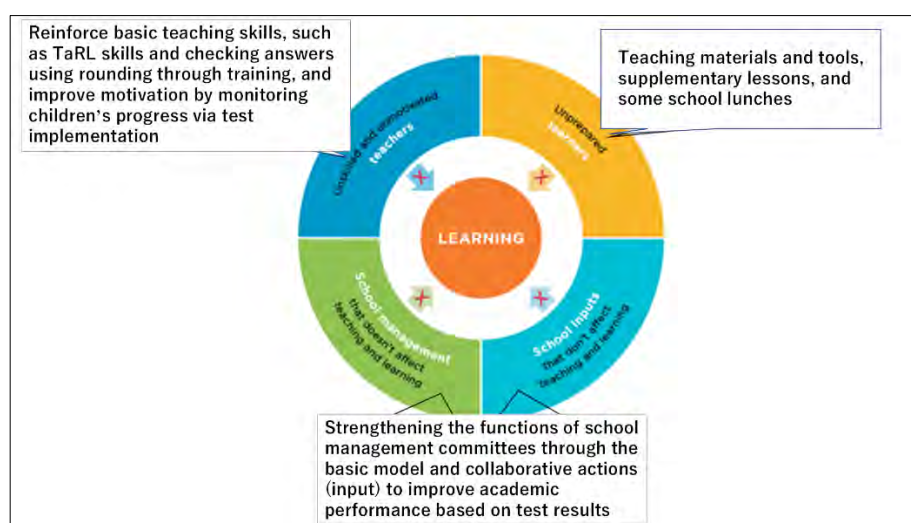 Reinforce basic teaching skills, such
as TaRL skills and checking answers
using rounding through training, and
improve motivation by monitoring
children's progress via test
implementation
Teaching materials and tools,
supplementary lessons, and
some school lunches
Unskilled and unmotivated
teachers
Unprepared
learners
LEARNING
School management
that doesn't affect
teaching and learning
School inputs
that don't affect
teaching and learning
Strengthening the functions of school
management committees through the
basic model and collaborative actions
(input) to improve academic
performance based on test results